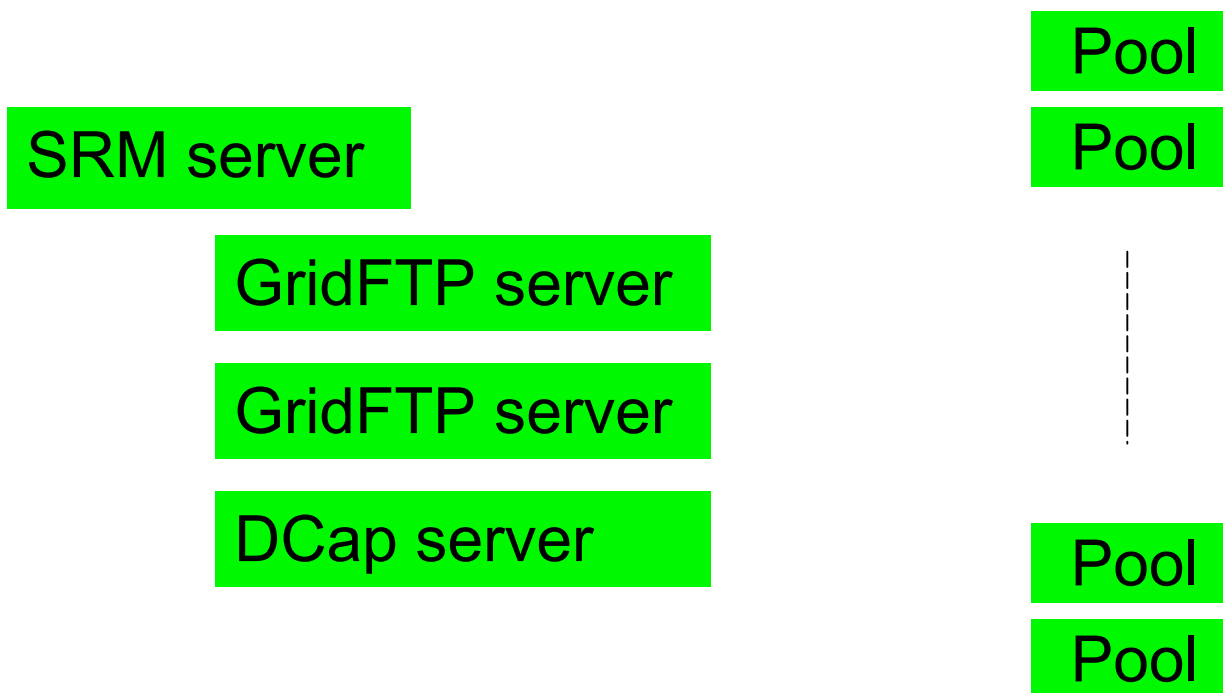 Pool
Pool
SRM server
GridFTP server
GridFTP server
DCap server
Pool
Pool